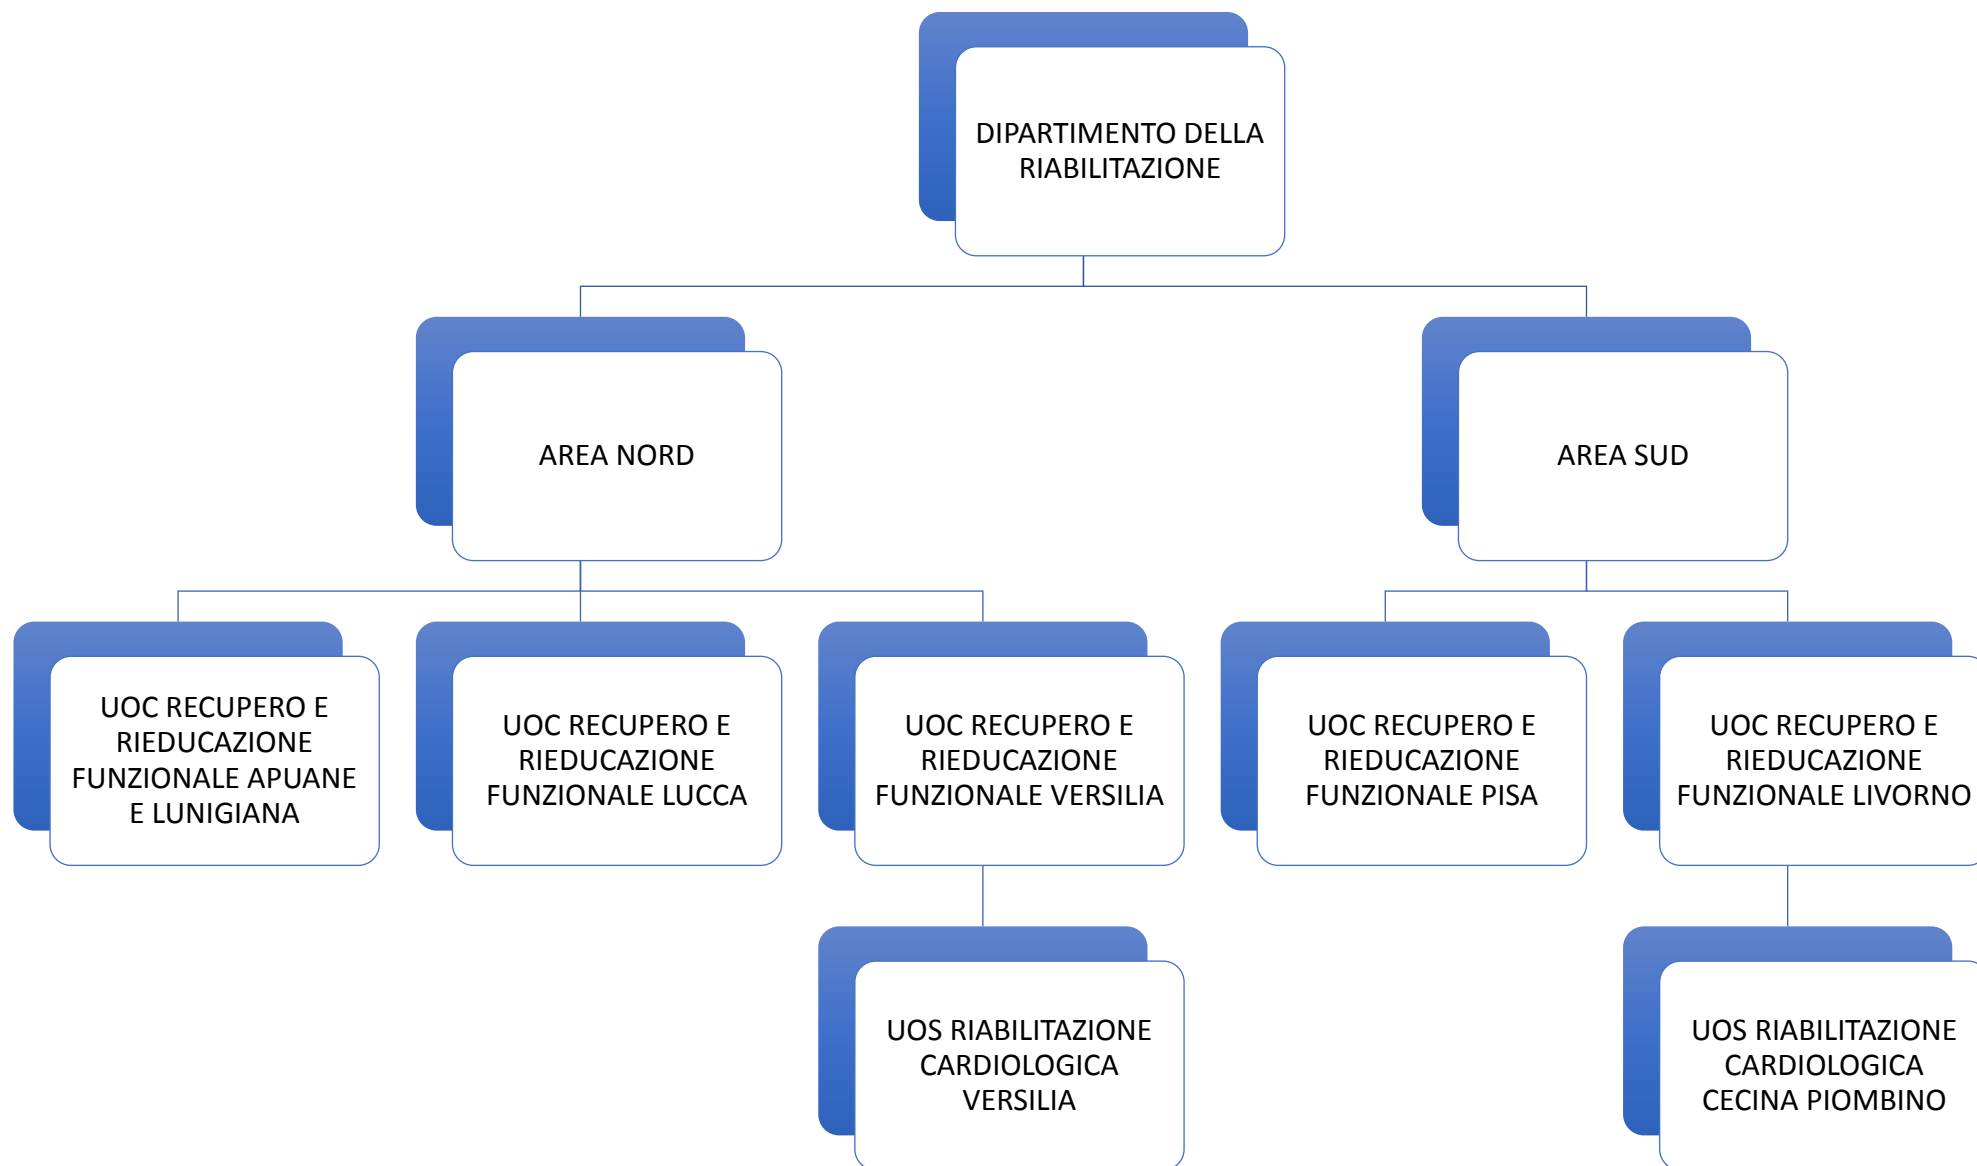 DIPARTIMENTO DELLA
RIABILITAZIONE
AREA NORD
AREA SUD
UOC RECUPERO E
RIEDUCAZIONE
FUNZIONALE APUANE
E LUNIGIANA
UOC RECUPERO E
RIEDUCAZIONE
FUNZIONALE LUCCA
UOC RECUPERO E
RIEDUCAZIONE
FUNZIONALE VERSILIA
UOC RECUPERO E
RIEDUCAZIONE
FUNZIONALE PISA
UOC RECUPERO E
RIEDUCAZIONE
FUNZIONALE LIVORNO
UOS RIABILITAZIONE
CARDIOLOGICA
VERSILIA
UOS RIABILITAZIONE
CARDIOLOGICA
CECINA PIOMBINO